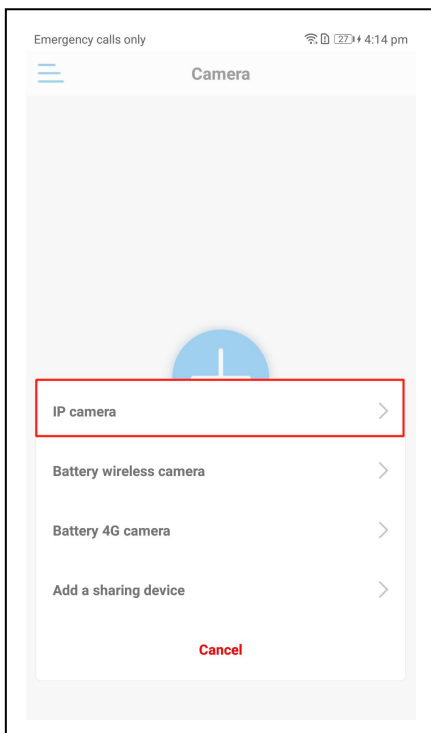 Emergency calls only 27 4:14 pm
Camera
IP camera
Battery wireless camera
Battery 4G camera
Add a sharing device
Cancel